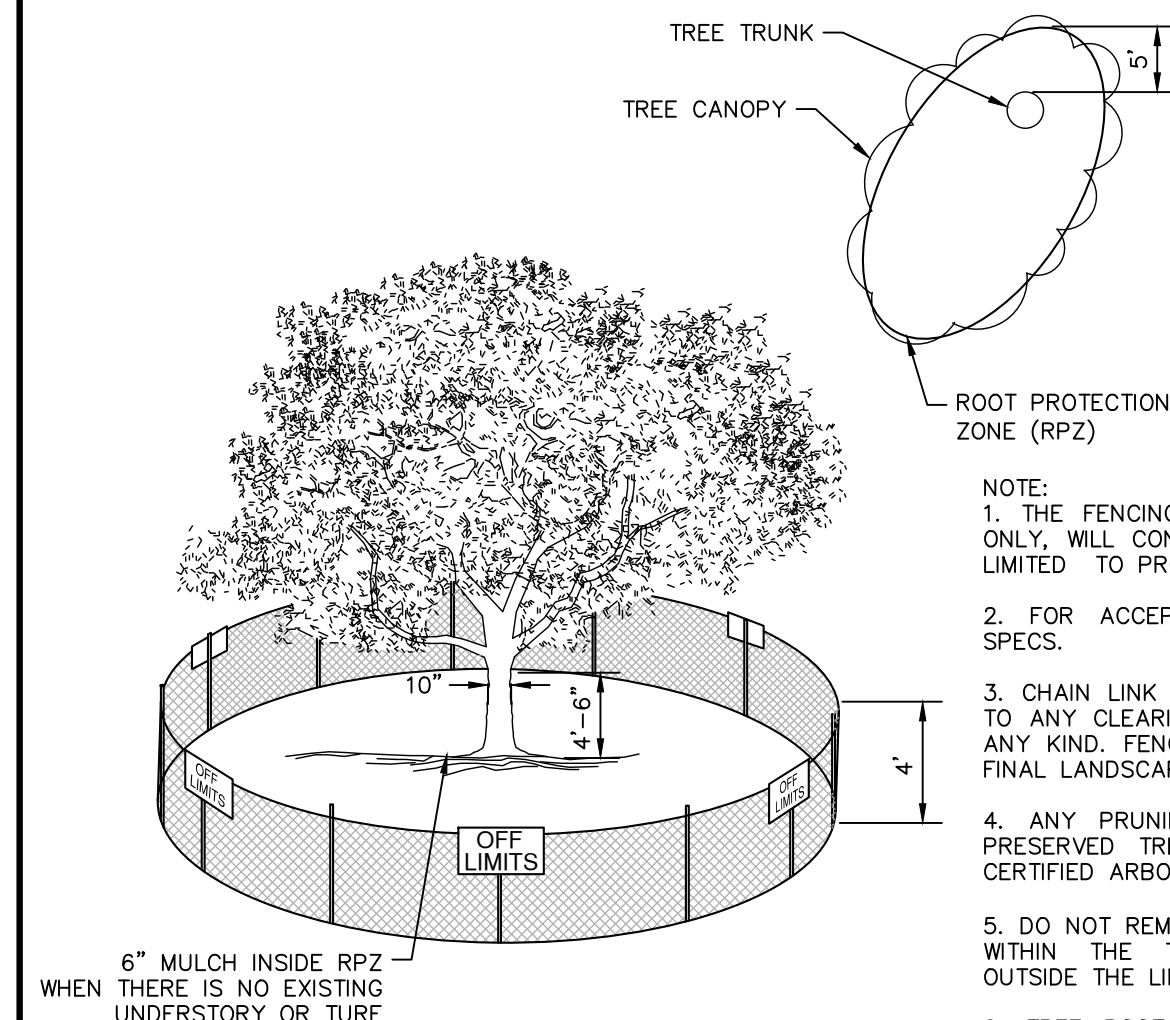 TREE TRUNK
5'
TREE CANOPY
ROOT PROTECTION
ZONE (RPZ)
NOTE:
1. THE FENCING
ONLY, WILL CON
LIMITED TO PRO
2. FOR ACCEP
SPECS.
3. CHAIN LINK
TO ANY CLEARI
ANY KIND. FENC
FINAL LANDSCAP
4. ANY PRUNI
PRESERVED TRE
CERTIFIED ARBO
5. DO NOT REM
WITHIN THE T
OUTSIDE THE LI
10"
4'-6"
4'
OFF
LIMITS
OFF
LIMITS
OFF
LIMITS
6" MULCH INSIDE RPZ
WHEN THERE IS NO EXISTING
UNDERSTORY OR TURF